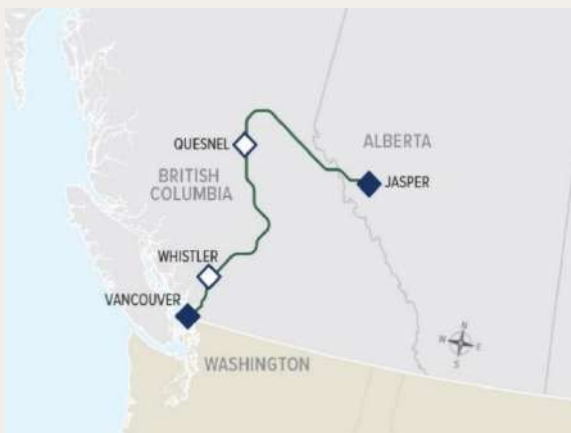 QUESNEL
ALBERTA
BRITISH
COLUMBIA
JASPER
WHISTLER
VANCOUVER
WASHINGTON
N
W E
S